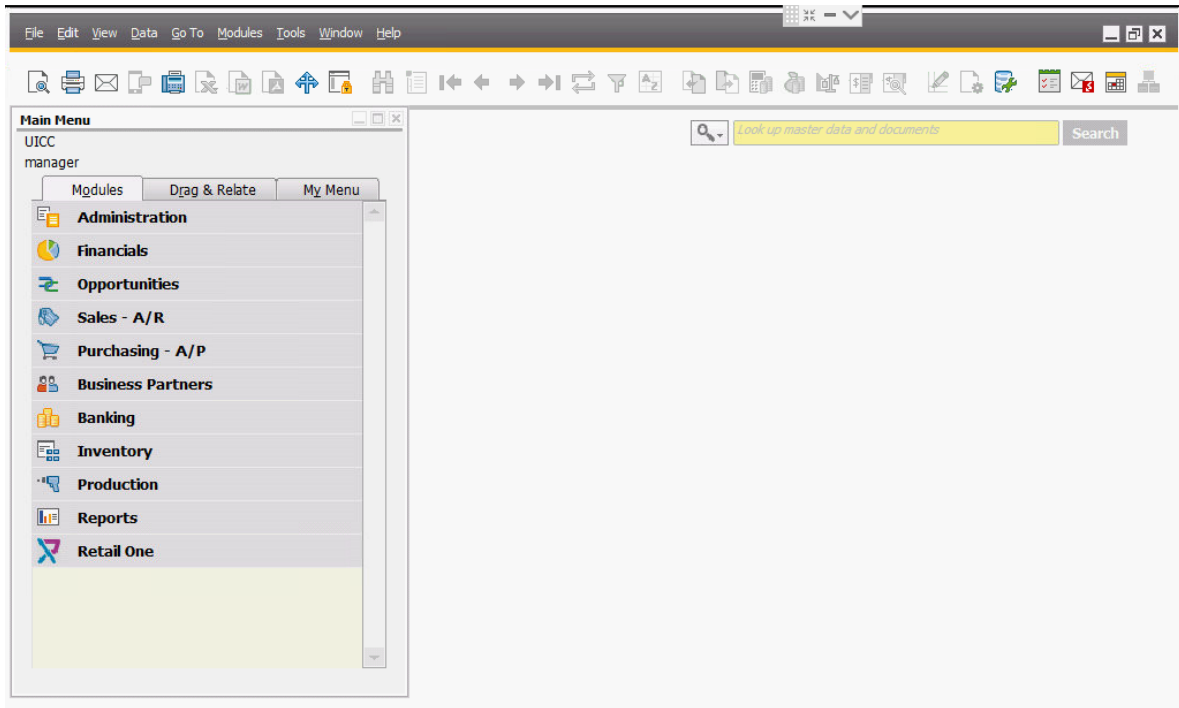 File Edit View Data Go To Modules Tools Window Help
Main Menu
UICC
manager
Modules Drag & Relate My Menu
Look up master data and documents Search
Administration
Financials
Opportunities
Sales - A/R
Purchasing - A/P
Business Partners
Banking
Inventory
Production
Reports
Retail One